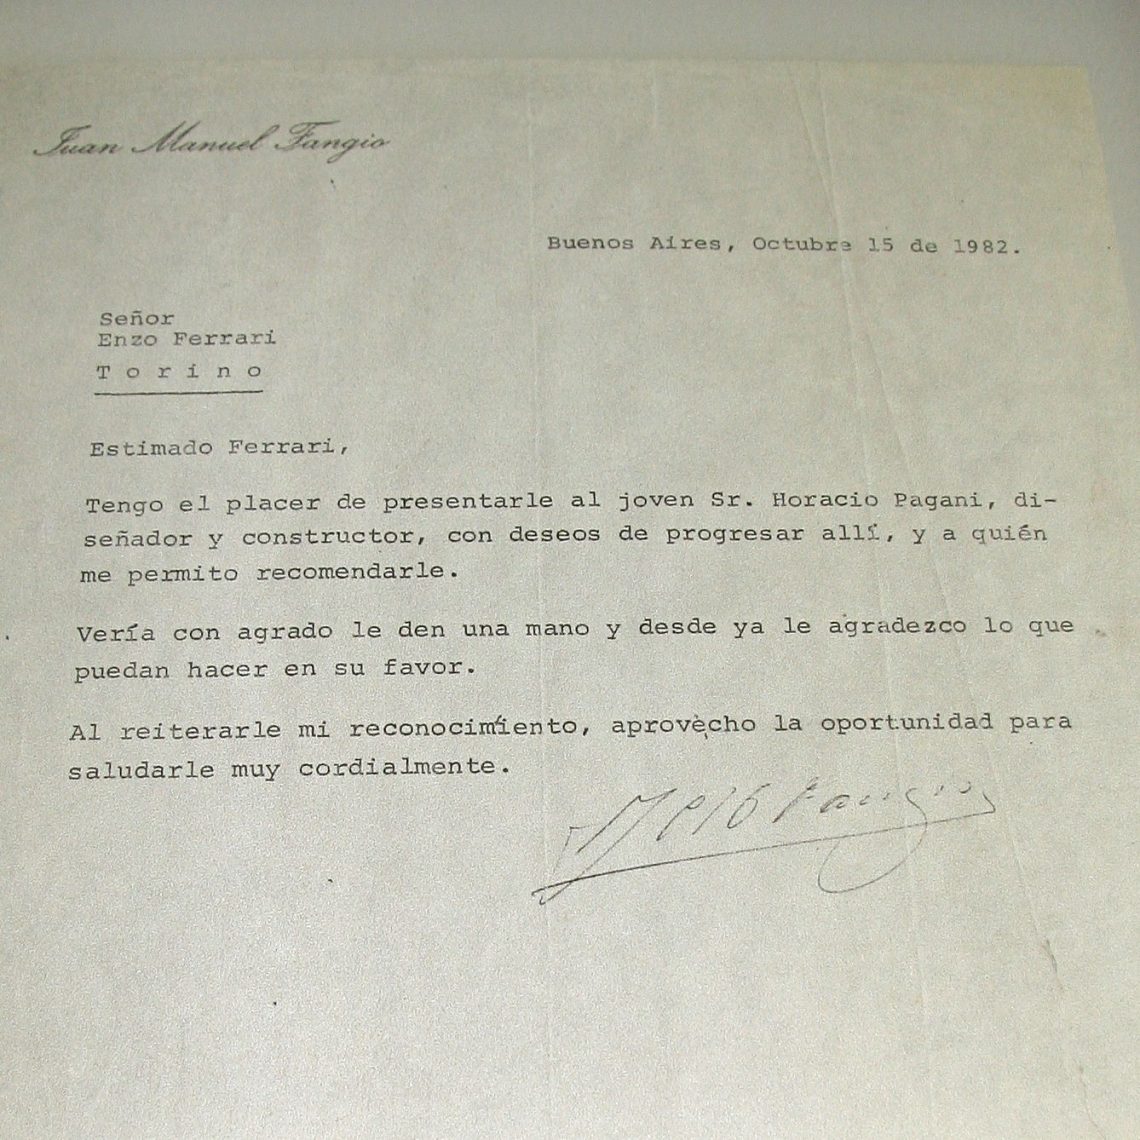 Juan Manuel Fangio
Buenos Aires, Octubre 15 de 1982.
Señor
Enzo Ferrari
Torino
Estimado Ferrari,
Tengo el placer de presentarle al joven Sr. Horacio Pagani, di-
señador y constructor, con deseos de progresar allí, y a quién
me permito recomendarle.
Vería con agrado le den una mano y desde ya le agradezco lo que
puedan hacer en su favor.
Al reiterarle mi reconocimiento, aprovecho la oportunidad para
saludarle muy cordialmente.
Fangio